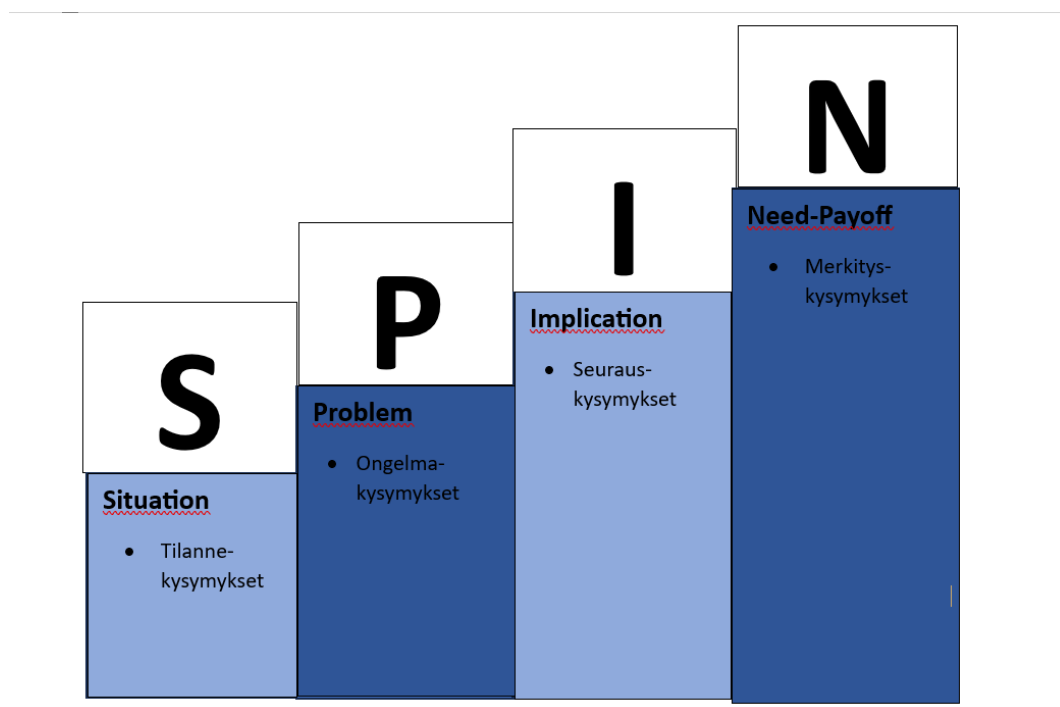 S
Situation
• Tilanne-
kysymykset
P
Problem
• Ongelma-
kysymykset
I
Implication
• Seuraus-
kysymykset
N
Need-Payoff
• Merkitys-
kysymykset